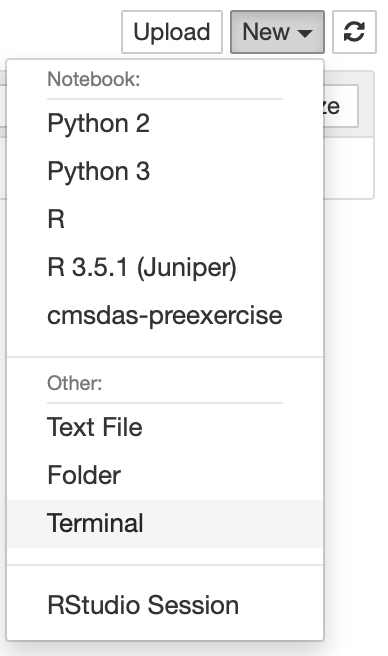 Upload New
Notebook:
ze
Python 2
Python 3
R
R 3.5.1 (Juniper)
cmsdas-preexercise
Other:
Text File
Folder
Terminal
RStudio Session